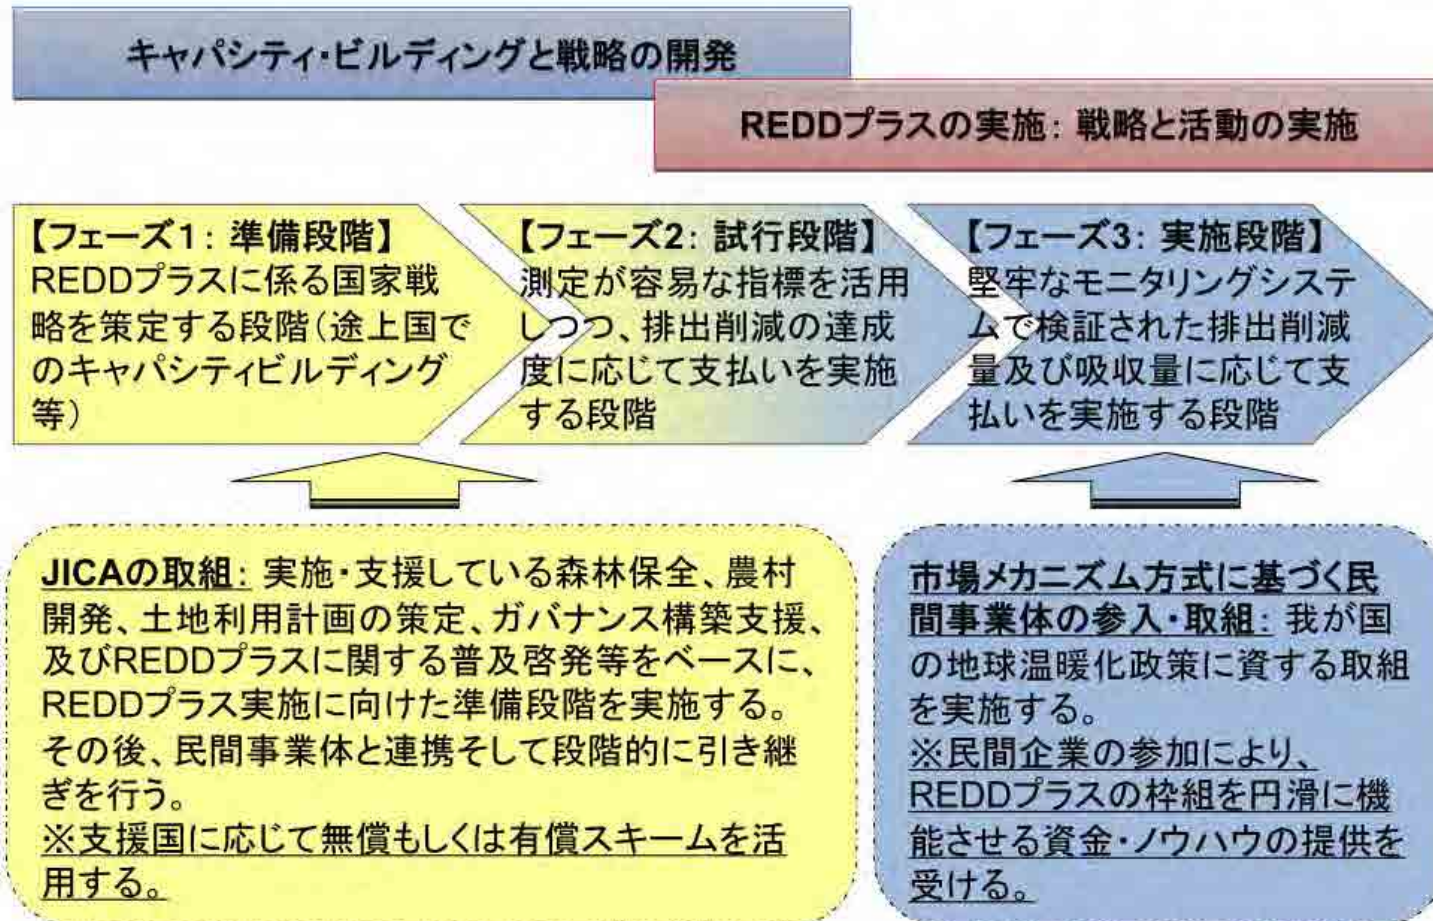 キャパシティ・ビルディングと戦略の開発
REDDプラスの実施: 戦略と活動の実施
【フェーズ1: 準備段階】
REDDプラスに係る国家戦
略を策定する段階(途上国で
のキャパシティビルディング
等)
【フェーズ2: 試行段階】
測定が容易な指標を活用
しつつ、排出削減の達成
度に応じて支払いを実施
する段階
【フェーズ3: 実施段階】
堅牢なモニタリングシステ
ムで検証された排出削減
量及び吸収量に応じて支
払いを実施する段階
JICAの取組: 実施・支援している森林保全、農村
開発、土地利用計画の策定、ガバナンス構築支援、
及びREDDプラスに関する普及啓発等をベースに、
REDDプラス実施に向けた準備段階を実施する。
その後、民間事業体と連携そして段階的に引き継
ぎを行う。
※支援国に応じて無償もしくは有償スキームを活
用する。
市場メカニズム方式に基づく民
間事業体の参入・取組: 我が国
の地球温暖化政策に資する取組
を実施する。
※民間企業の参加により、
REDDプラスの枠組を円滑に機
能させる資金・ノウハウの提供を
受ける。